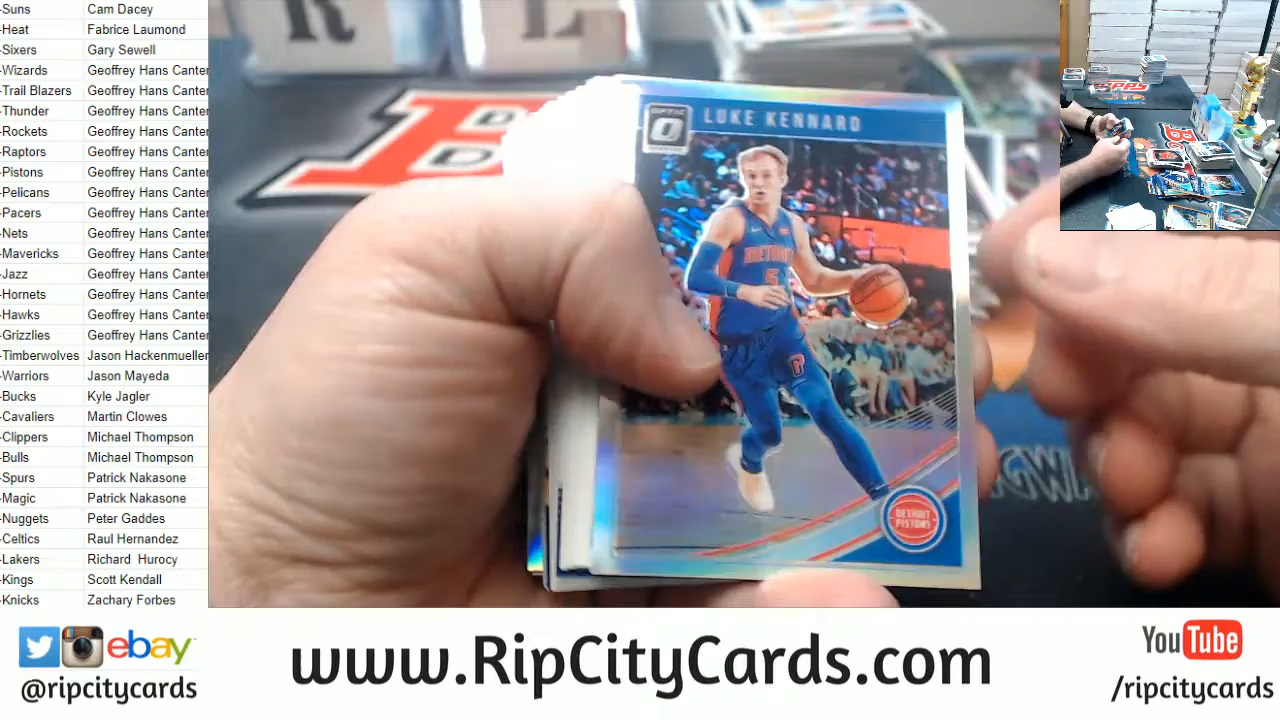 -Suns Cam Dacey
-Heat Fabrice Laumond
-Sixers Gary Sewell
-Wizards Geoffrey Hans Canter
-Trail Blazers Geoffrey Hans Canter
-Thunder Geoffrey Hans Canter
-Rockets Geoffrey Hans Canter
-Raptors Geoffrey Hans Canter
-Pistons Geoffrey Hans Canter
-Pelicans Geoffrey Hans Canter
-Pacers Geoffrey Hans Canter
-Nets Geoffrey Hans Canter
-Mavericks Geoffrey Hans Canter
-Jazz Geoffrey Hans Canter
-Hornets Geoffrey Hans Canter
-Hawks Geoffrey Hans Canter
-Grizzlies Geoffrey Hans Canter
-Timberwolves Jason Hackenmueller
-Warriors Jason Mayeda
-Bucks Kyle Jagler
-Cavaliers Martin Clowes
-Clippers Michael Thompson
-Bulls Michael Thompson
-Spurs Patrick Nakasone
-Magic Patrick Nakasone
-Nuggets Peter Gaddes
-Celtics Raul Hernandez
-Lakers Richard Hurocy
-Kings Scott Kendall
-Knicks Zachary Forbes
R L
OPTIC
LUKE KENNARD
DETROIT
5
DETROIT
PISTONS
ebay
@ripcitycards
www.RipCityCards.com
YouTube
/ripcitycards